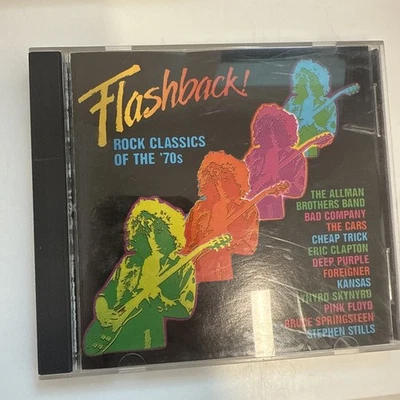 Flashback!
ROCK CLASSICS
OF THE '70s
THE ALLMAN
BROTHERS BAND
BAD COMPANY
THE CARS
CHEAP TRICK
ERIC CLAPTON
DEEP PURPLE
FOREIGNER
KANSAS
LYNYRD SKYNYRD
PINK FLOYD
BRUCE SPRINGSTEEN
STEPHEN STILLS